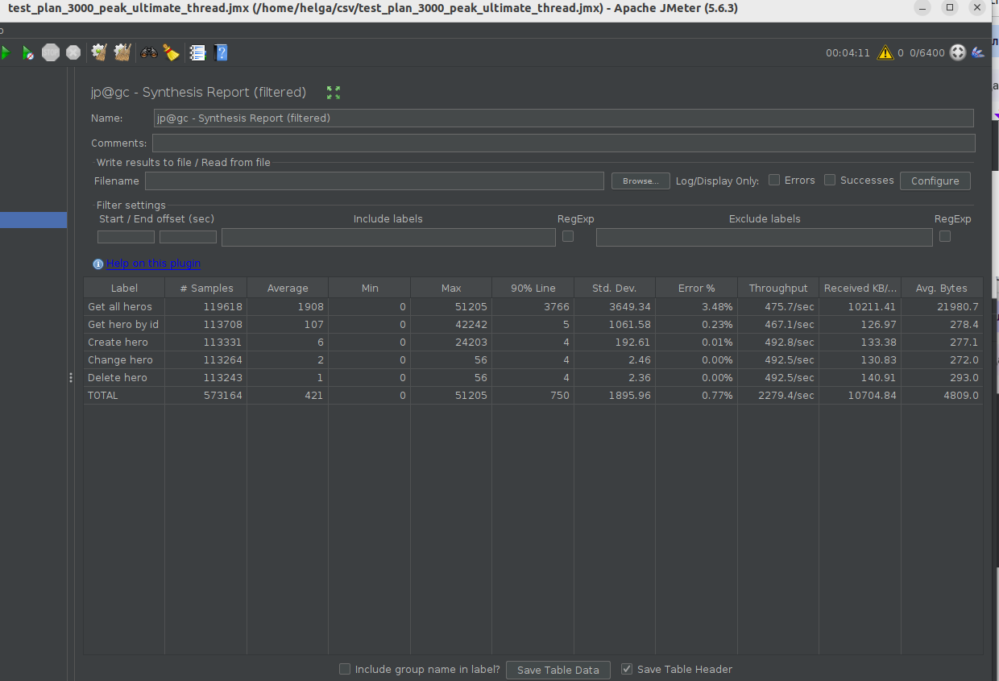 test_plan_3000_peak_ultimate_thread.jmx (/home/helga/csv/test_plan_3000_peak_ultimate_thread.jmx) - Apache JMeter (5.6.3)
00:04:11 0 0/6400
jp@gc - Synthesis Report (filtered)
Name: jp@gc - Synthesis Report (filtered)
Comments:
Write results to file / Read from file
Filename Browse... Log/Display Only: Errors Successes Configure
Filter settings
Start / End offset (sec) Include labels RegExp Exclude labels RegExp
Help on this plugin
Label # Samples Average Min Max 90% Line Std. Dev. Error % Throughput Received KB/... Avg. Bytes
Get all heros 119618 1908 0 51205 3766 3649.34 3.48% 475.7/sec 10211.41 21980.7
Get hero by id 113708 107 0 42242 5 1061.58 0.23% 467.1/sec 126.97 278.4
Create hero 113331 6 0 24203 4 192.61 0.01% 492.8/sec 133.38 277.1
Change hero 113264 2 0 56 4 2.46 0.00% 492.5/sec 130.83 272.0
Delete hero 113243 1 0 56 4 2.36 0.00% 492.5/sec 140.91 293.0
TOTAL 573164 421 0 51205 750 1895.96 0.77% 2279.4/sec 10704.84 4809.0
Include group name in label? Save Table Data Save Table Header